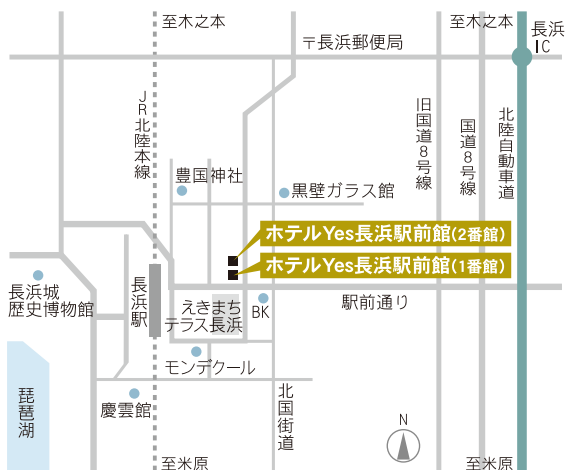 至木之本
至木之本
長浜
IC
〒長浜郵便局
JR北陸本線
旧国道8号線
国道8号線
北陸自動車道
豊国神社
黒壁ガラス館
ホテルYes長浜駅前館(2番館)
ホテルYes長浜駅前館(1番館)
長浜城
歴史博物館
長浜駅
えきまち
テラス長浜
BK
駅前通り
モンデクール
琵琶湖
慶雲館
北国街道
N
至米原
至米原